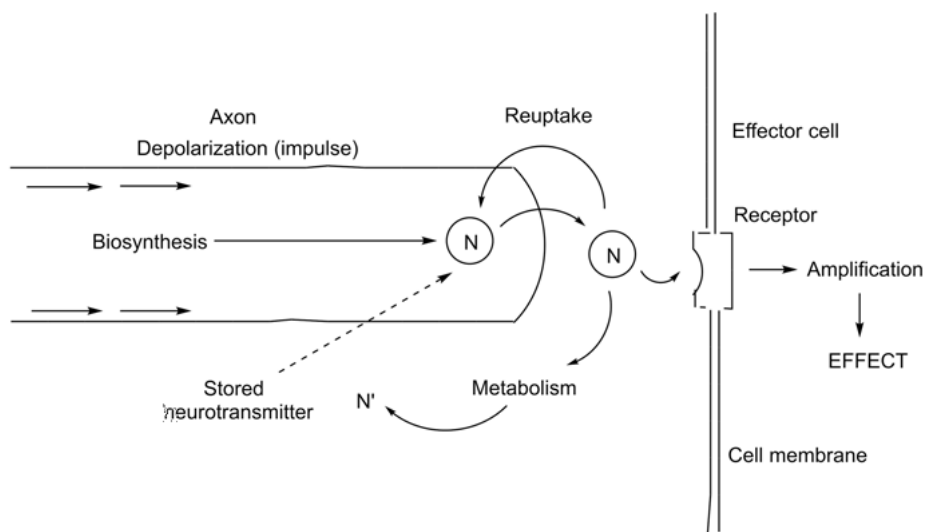 Axon
Depolarization (impulse)
Reuptake
Effector cell
Receptor
Biosynthesis
N
N
Amplification
EFFECT
Stored
neurotransmitter
N'
Metabolism
Cell membrane